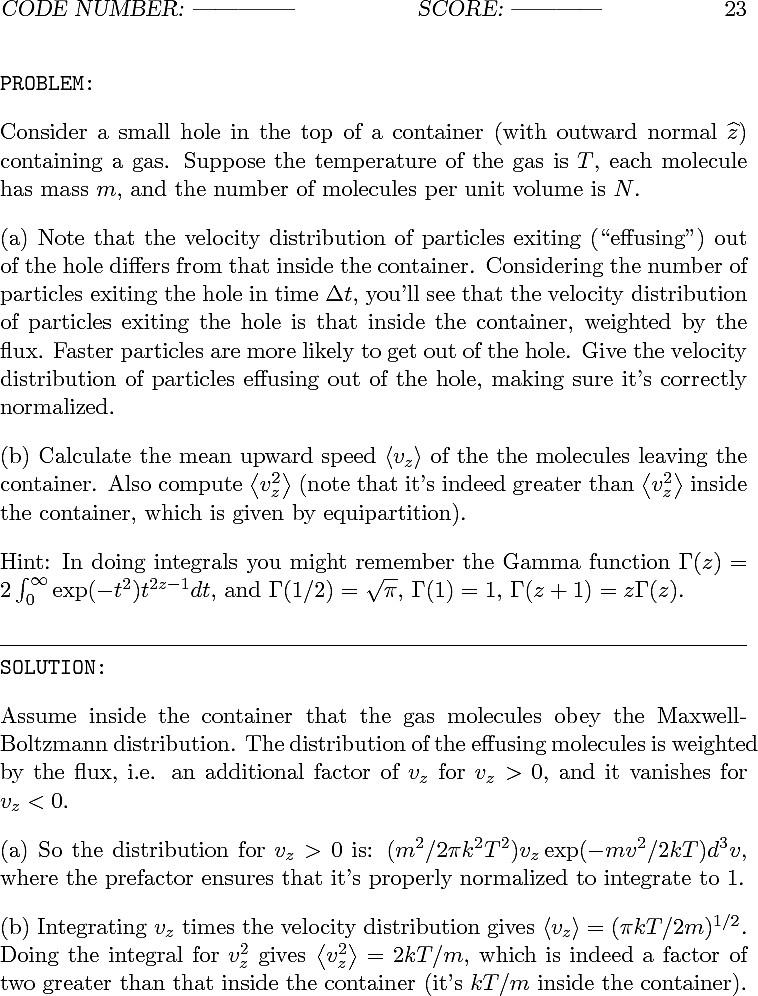 CODE NUMBER: ————— SCORE: ———— 23
PROBLEM:
Consider a small hole in the top of a container (with outward normal $\widehat{z}$)
containing a gas. Suppose the temperature of the gas is $T$, each molecule
has mass $m$, and the number of molecules per unit volume is $N$.
(a) Note that the velocity distribution of particles exiting (“effusing”) out
of the hole differs from that inside the container. Considering the number of
particles exiting the hole in time $\Delta t$, you’ll see that the velocity distribution
of particles exiting the hole is that inside the container, weighted by the
flux. Faster particles are more likely to get out of the hole. Give the velocity
distribution of particles effusing out of the hole, making sure it’s correctly
normalized.
(b) Calculate the mean upward speed $\langle v_z \rangle$ of the the molecules leaving the
container. Also compute $\langle v_z^2 \rangle$ (note that it’s indeed greater than $\langle v_z^2 \rangle$ inside
the container, which is given by equipartition).
Hint: In doing integrals you might remember the Gamma function $\Gamma(z) =$
$2 \int_0^\infty \exp(-t^2) t^{2z-1} dt$, and $\Gamma(1/2) = \sqrt{\pi}$, $\Gamma(1) = 1$, $\Gamma(z + 1) = z\Gamma(z)$.
SOLUTION:
Assume inside the container that the gas molecules obey the Maxwell-
Boltzmann distribution. The distribution of the effusing molecules is weighted
by the flux, i.e. an additional factor of $v_z$ for $v_z > 0$, and it vanishes for
$v_z < 0$.
(a) So the distribution for $v_z > 0$ is: $(m^2/2\pi k^2 T^2) v_z \exp(-mv^2/2kT) d^3v$,
where the prefactor ensures that it’s properly normalized to integrate to 1.
(b) Integrating $v_z$ times the velocity distribution gives $\langle v_z \rangle = (\pi kT/2m)^{1/2}$.
Doing the integral for $v_z^2$ gives $\langle v_z^2 \rangle = 2kT/m$, which is indeed a factor of
two greater than that inside the container (it’s $kT/m$ inside the container).